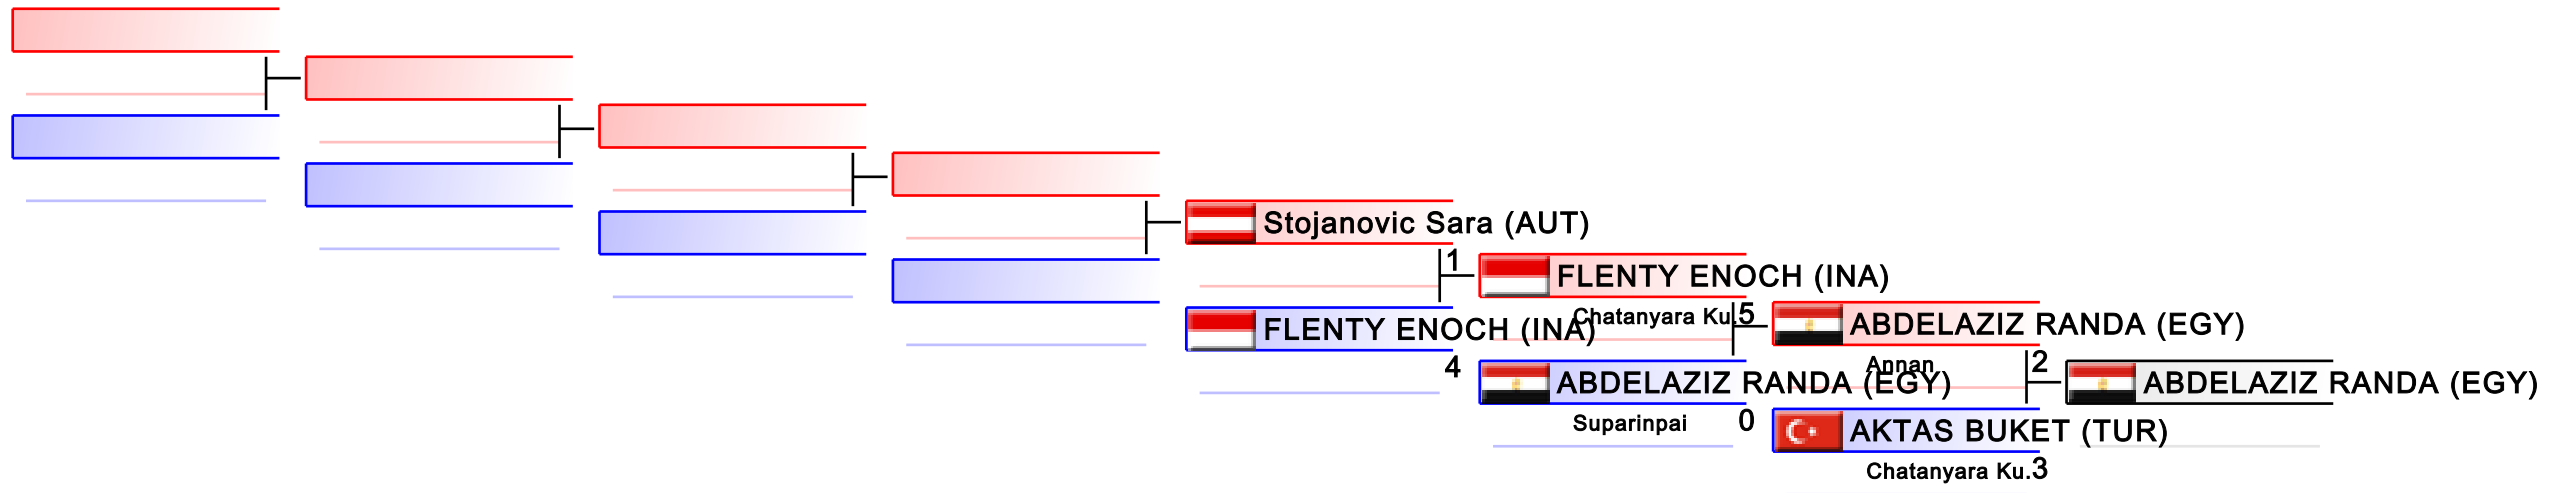 Stojanovic Sara (AUT)
1
FLENTY ENOCH (INA)
4
FLENTY ENOCH (INA)
Chatanyara Ku.5
ABDELAZIZ RANDA (EGY)
Suparinpai 0
ABDELAZIZ RANDA (EGY)
Annan 2
AKTAS BUKET (TUR)
Chatanyara Ku.3
ABDELAZIZ RANDA (EGY)